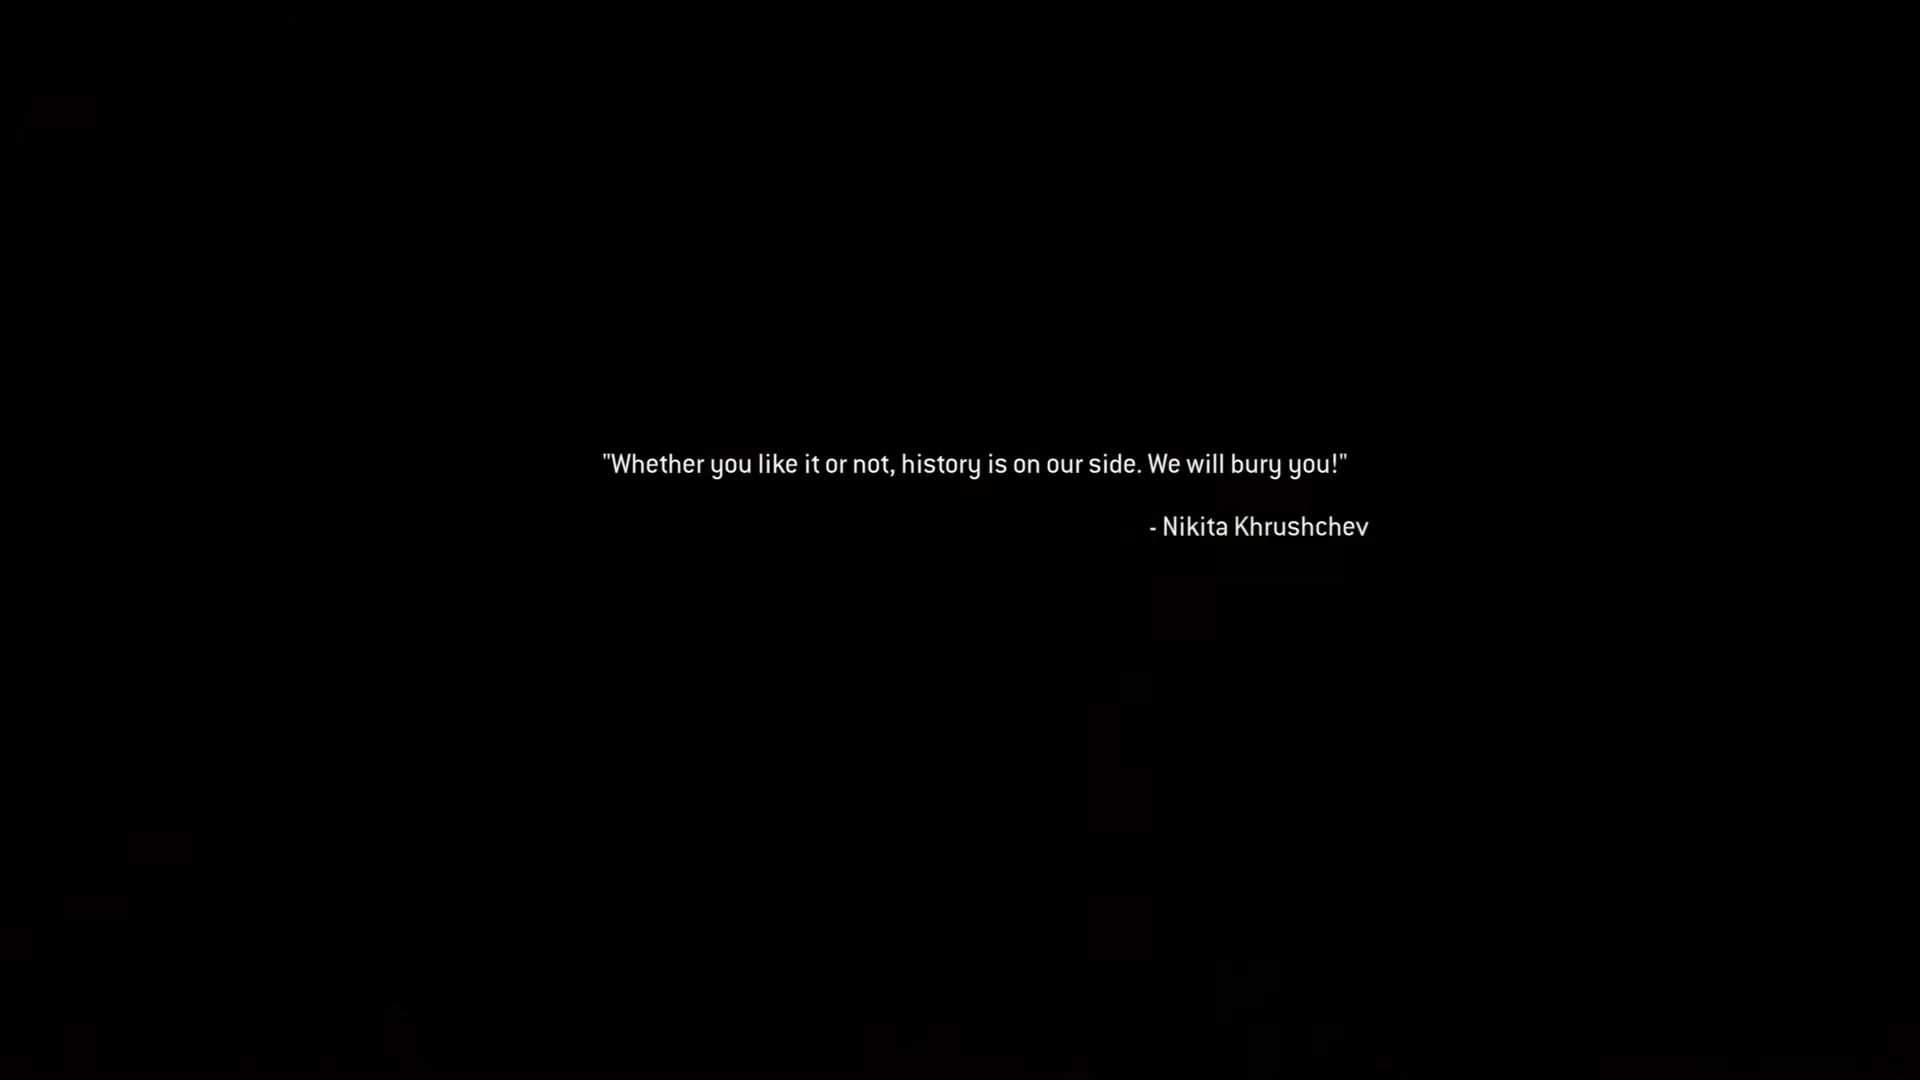 "Whether you like it or not, history is on our side. We will bury you!"
- Nikita Khrushchev